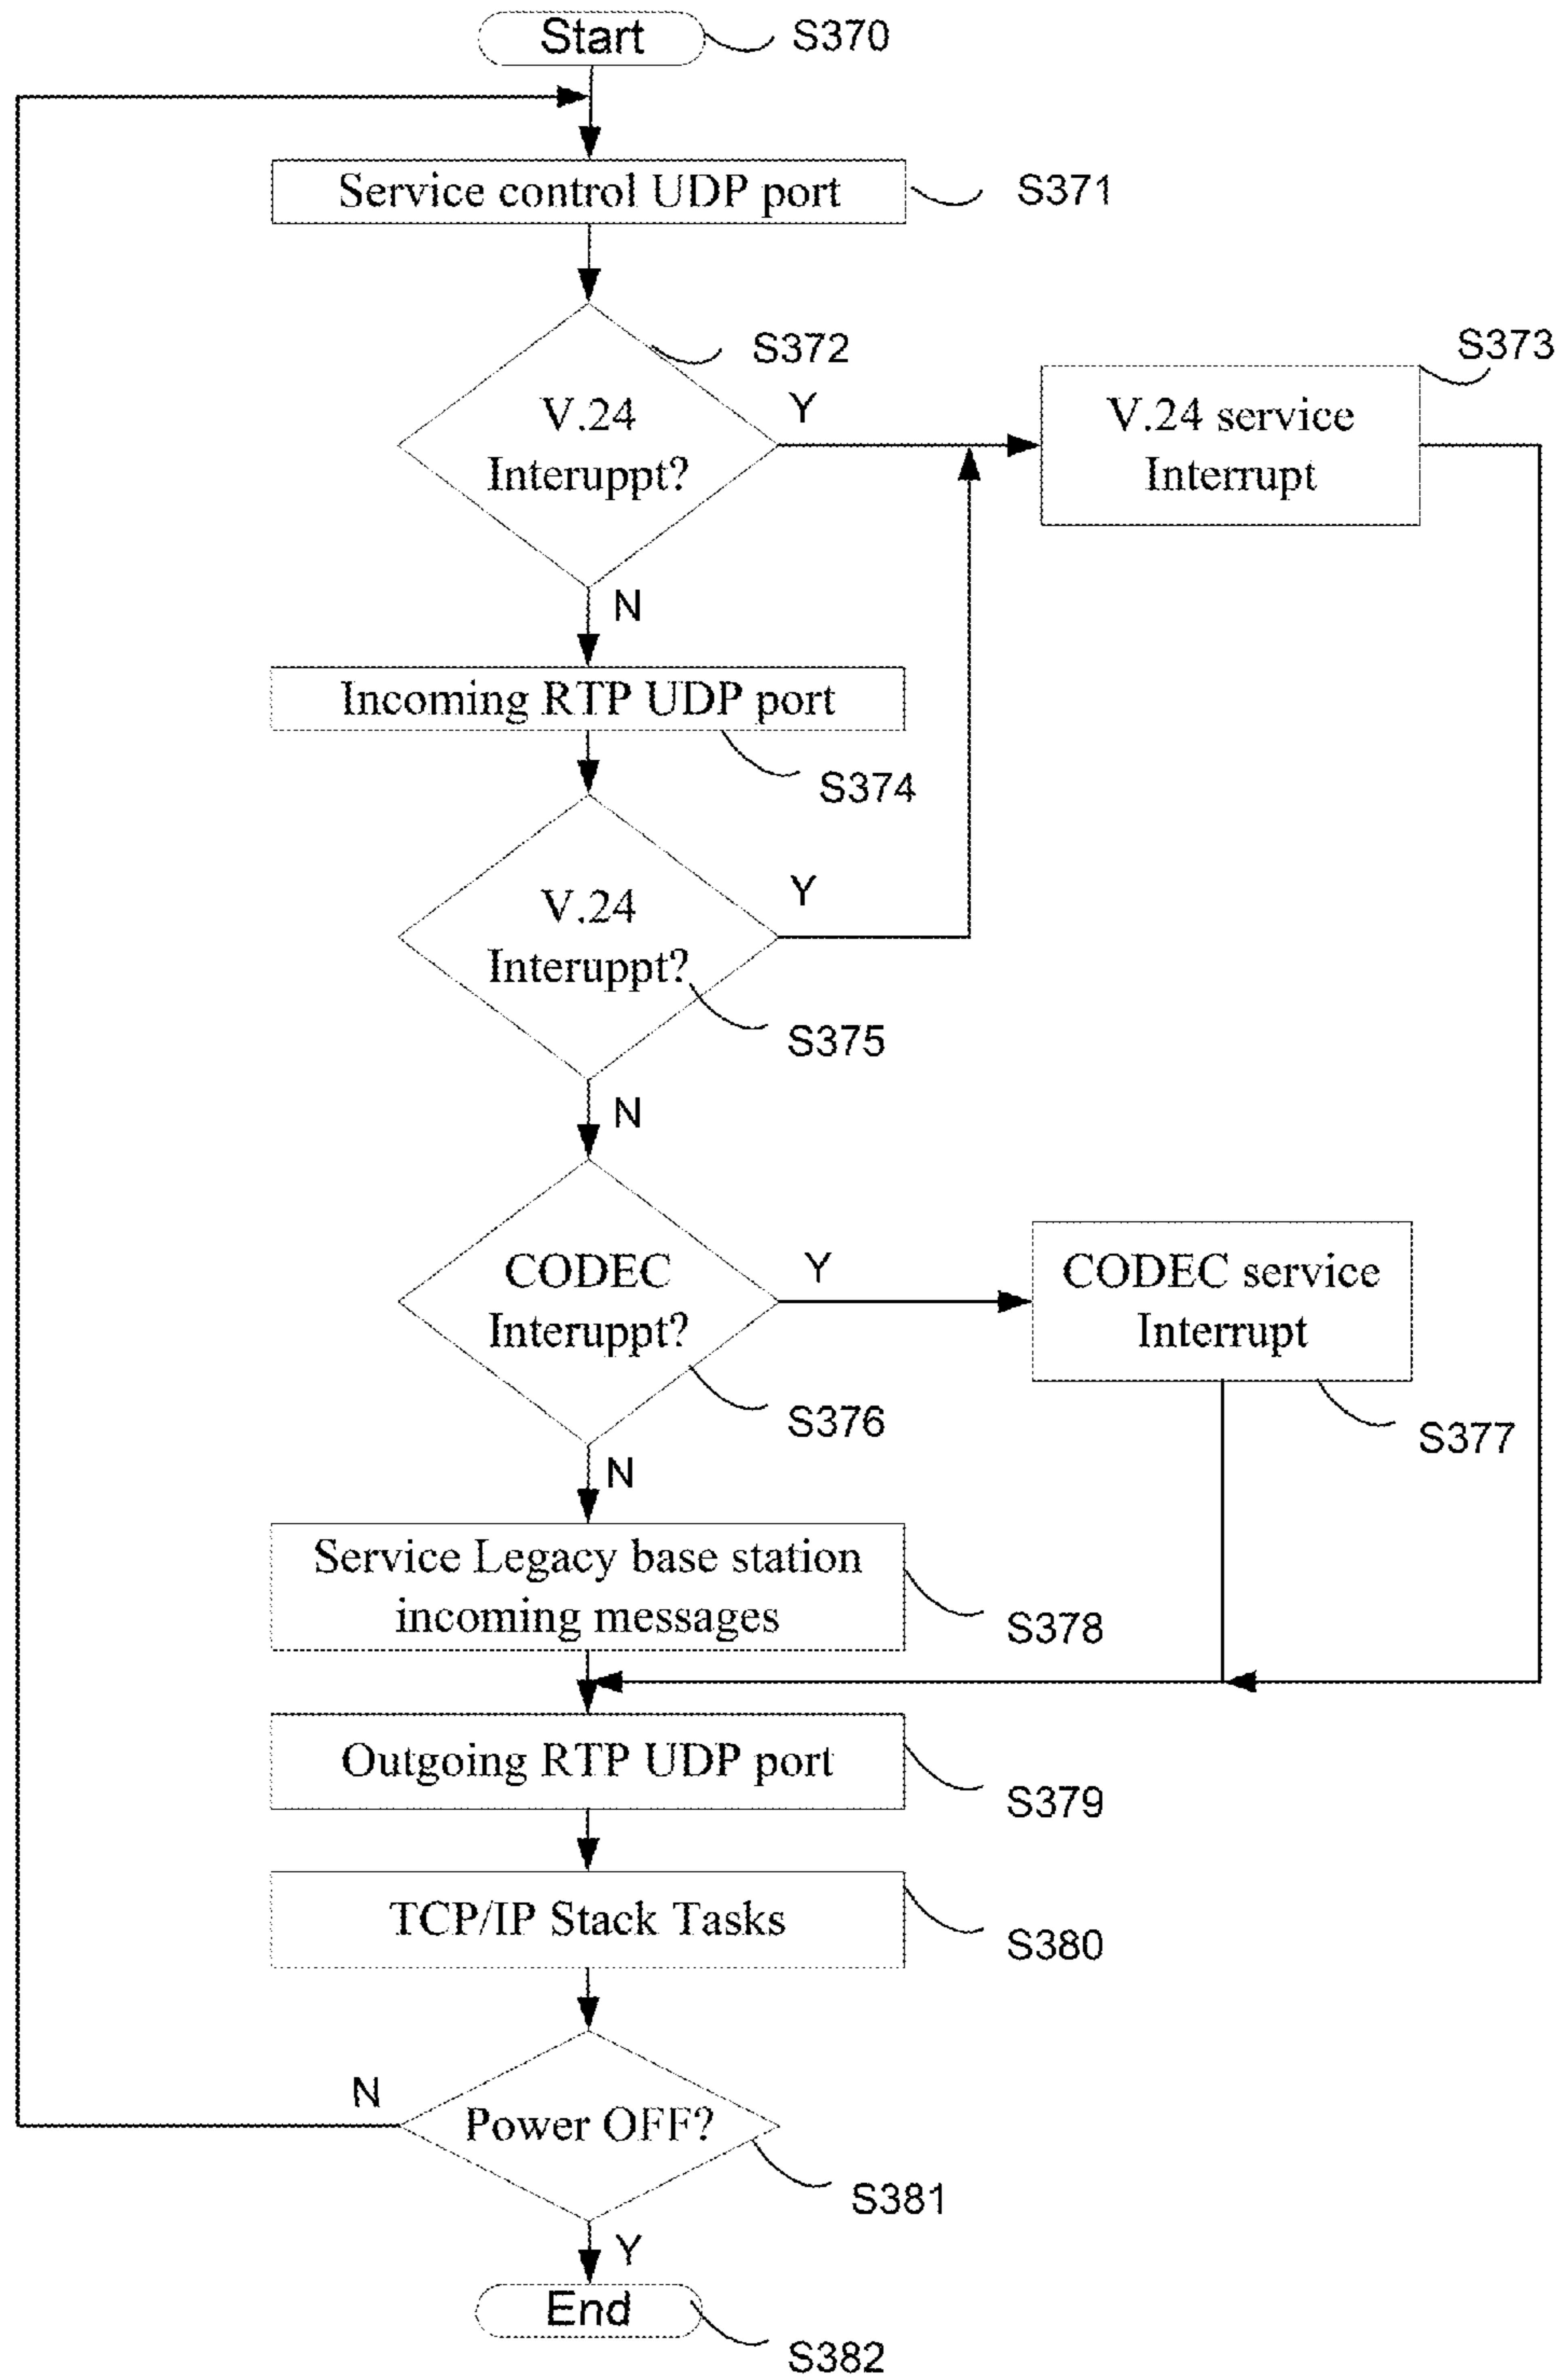 Start
S370
Service control UDP port
S371
S372
V.24
Interuppt?
Y
N
S373
V.24 service
Interrupt
Incoming RTP UDP port
S374
V.24
Interuppt?
Y
S375
N
CODEC
Interuppt?
Y
S376
N
CODEC service
Interrupt
S377
Service Legacy base station
incoming messages
S378
Outgoing RTP UDP port
S379
TCP/IP Stack Tasks
S380
N
Power OFF?
S381
Y
End
S382